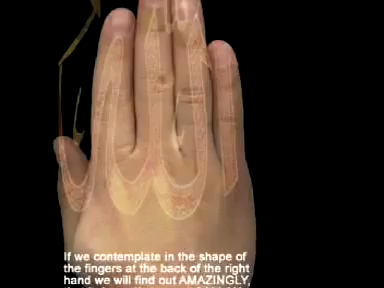 If we contemplate in the shape of
the fingers at the back of the right
hand we will find out AMAZINGLY,